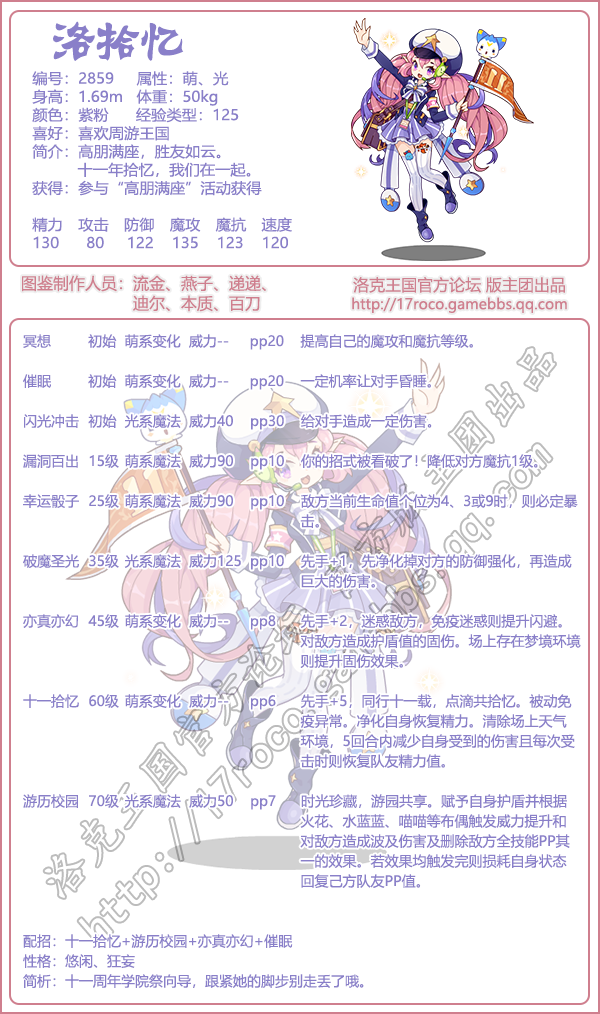 洛拾忆
编号：2859 属性：萌、光
身高：1.69m 体重：50kg
颜色：紫粉 经验类型：125
喜好：喜欢周游王国
简介：高朋满座，胜友如云。
十一年拾忆，我们在一起。
获得：参与“高朋满座”活动获得
精力 攻击 防御 魔攻 魔抗 速度
130 80 122 135 123 120
图鉴制作人员：流金、燕子、递递、
迪尔、本质、百刀
洛克王国官方论坛 版主团出品
http://17roco.gamebbs.qq.com
冥想 初始 萌系变化 威力-- pp20 提高自己的魔攻和魔抗等级。
催眠 初始 萌系变化 威力-- pp20 一定机率让对手昏睡。
闪光冲击 初始 光系魔法 威力40 pp30 给对手造成一定伤害。
漏洞百出 15级 萌系魔法 威力90 pp10 你的招式被看破了！降低对方魔抗1级。
幸运骰子 25级 萌系魔法 威力90 pp10 敌方当前生命值个位为4、3或9时，则必定暴
击。
破魔圣光 35级 光系魔法 威力125 pp10 先手+1，先净化掉对方的防御强化，再造成
巨大的伤害。
亦真亦幻 45级 萌系变化 威力-- pp8 先手+2，迷惑敌方，免疫迷惑则提升闪避。
对敌方造成护盾值的固伤。场上存在梦境环境
则提升固伤效果。
十一拾忆 60级 萌系变化 威力-- pp6 先手+5，同行十一载，点滴共拾忆。被动免
疫异常。净化自身恢复精力。清除场上天气
环境，5回合内减少自身受到的伤害且每次受
击时则恢复队友精力值。
游历校园 70级 光系魔法 威力50 pp7 时光珍藏，游园共享。赋予自身护盾并根据
火花、水蓝蓝、喵喵等布偶触发威力提升和
对敌方造成波及伤害及删除敌方全技能PP其
一的效果。若效果均触发完则损耗自身状态
回复己方队友PP值。
洛克王国官方论坛 版主团出品
http://17roco.gamebbs.qq.com
配招：十一拾忆+游历校园+亦真亦幻+催眠
性格：悠闲、狂妄
简析：十一周年学院祭向导，跟紧她的脚步别走丢了哦。